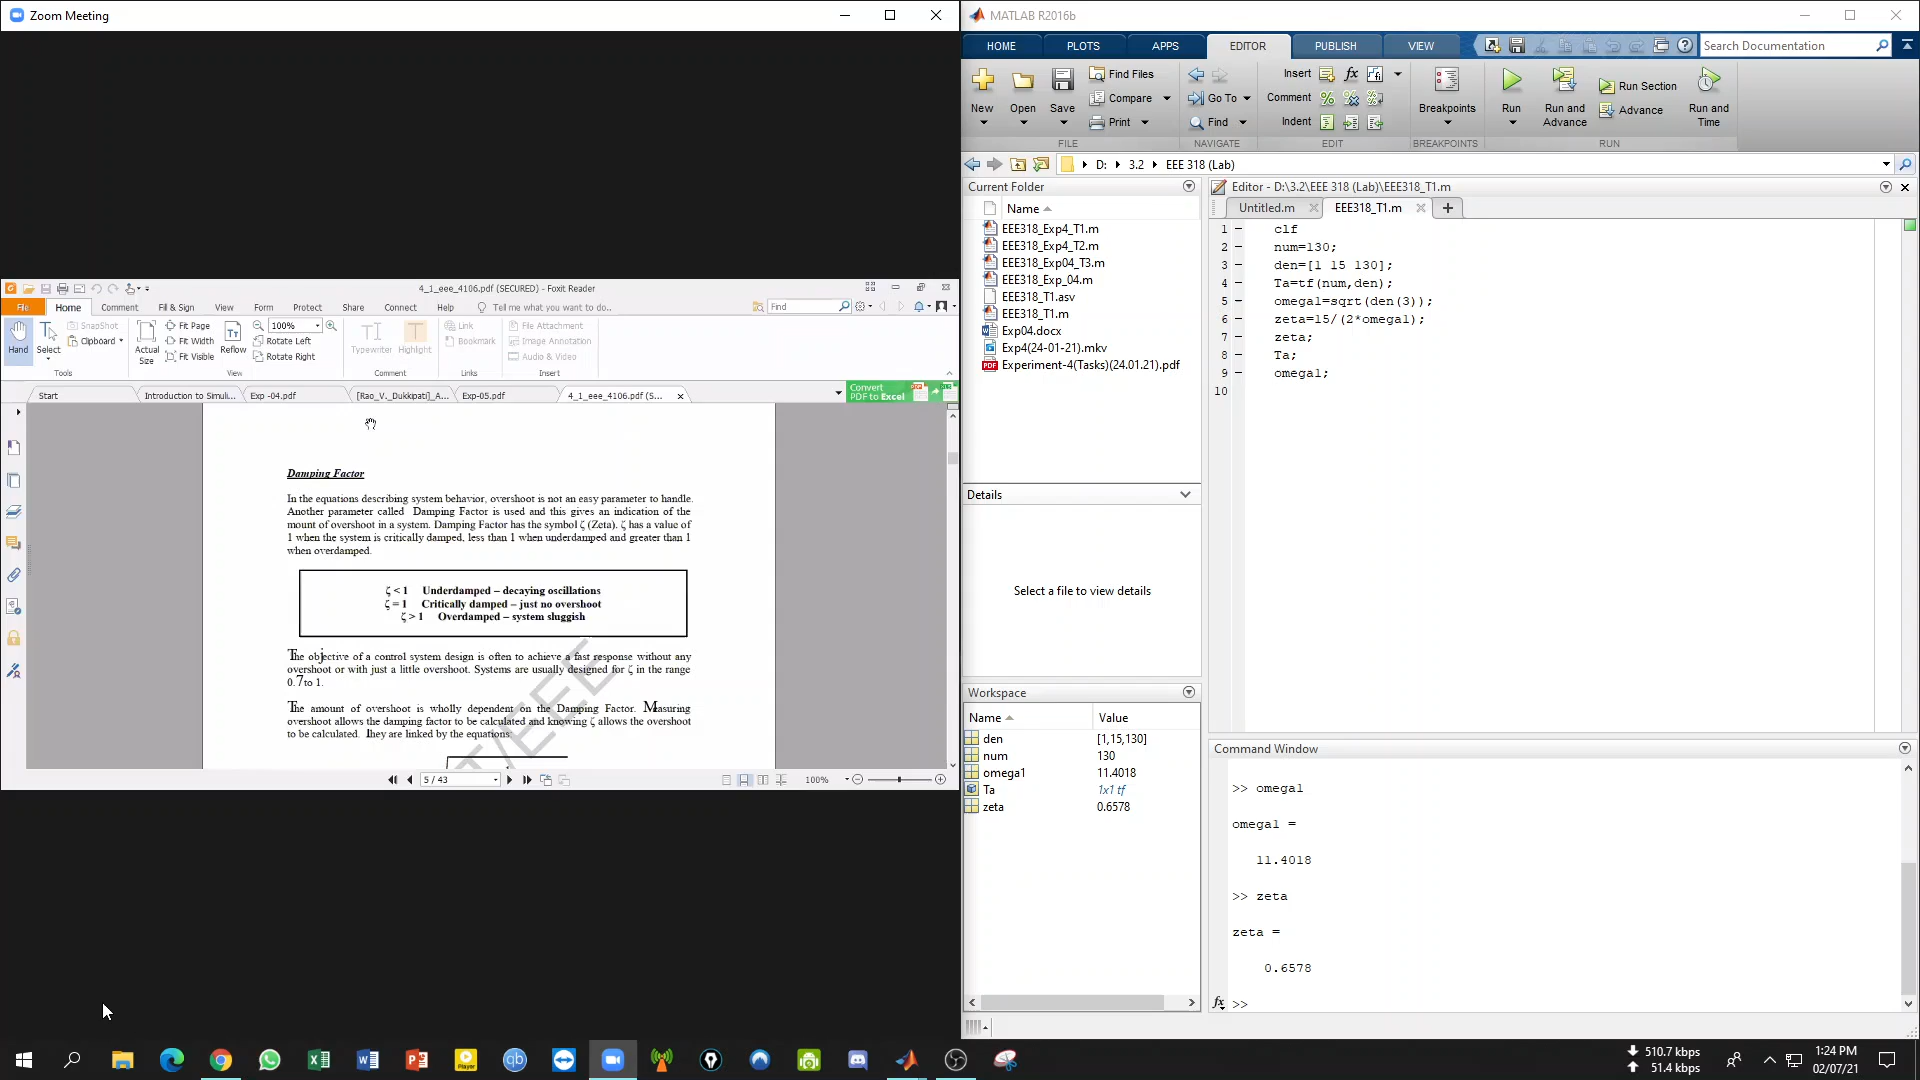 Zoom Meeting
4_1_eee_4106.pdf (SECURED) - Foxit Reader
File Home Comment Fill & Sign View Form Protect Share Connect Help Tell me what you want to do.. Find
Hand
Select
SnapShot
Clipboard
Actual Size
Fit Page
Fit Width
Fit Visible
Reflow
100%
Rotate Left
Rotate Right
Typewriter
Highlight
Link
Bookmark
File Attachment
Image Annotation
Audio & Video
Tools View Comment Links Insert
Start Introduction to Simuli... Exp -04.pdf [Rao_V._Dukkipati]_A... Exp-05.pdf 4_1_eee_4106.pdf (S...
Convert
PDF to Excel
Damping Factor
In the equations describing system behavior, overshoot is not an easy parameter to handle.
Another parameter called Damping Factor is used and this gives an indication of the
mount of overshoot in a system. Damping Factor has the symbol ζ (Zeta). ζ has a value of
1 when the system is critically damped, less than 1 when underdamped and greater than 1
when overdamped.
ζ < 1 Underdamped – decaying oscillations
ζ = 1 Critically damped – just no overshoot
ζ > 1 Overdamped – system sluggish
The objective of a control system design is often to achieve a fast response without any
overshoot or with just a little overshoot. Systems are usually designed for ζ in the range
0.7 to 1.
The amount of overshoot is wholly dependent on the Damping Factor. Measuring
overshoot allows the damping factor to be calculated and knowing ζ allows the overshoot
to be calculated. They are linked by the equations:
T/EEE
5 / 43 100%
MATLAB R2016b
HOME PLOTS APPS EDITOR PUBLISH VIEW Search Documentation
New
Open
Save
Find Files
Compare
Print
Go To
Find
Insert
fx
Comment
Indent
Breakpoints
Run
Run and
Advance
Run Section
Advance
Run and
Time
FILE NAVIGATE EDIT BREAKPOINTS RUN
D: 3.2 EEE 318 (Lab)
Current Folder
Name
EEE318_Exp4_T1.m
EEE318_Exp4_T2.m
EEE318_Exp04_T3.m
EEE318_Exp_04.m
EEE318_T1.asv
EEE318_T1.m
Exp04.docx
Exp4(24-01-21).mkv
Experiment-4(Tasks)(24.01.21).pdf
Details
Select a file to view details
Workspace
Name Value
den [1,15,130]
num 130
omega1 11.4018
Ta 1x1 tf
zeta 0.6578
Editor - D:\3.2\EEE 318 (Lab)\EEE318_T1.m
Untitled.m EEE318_T1.m
1 clf
2 num=130;
3 den=[1 15 130];
4 Ta=tf(num,den);
5 omega1=sqrt(den(3));
6 zeta=15/(2*omega1);
7 zeta;
8 Ta;
9 omega1;
10
Command Window
>> omega1
omega1 =
11.4018
>> zeta
zeta =
0.6578
fx >>
510.7 kbps
51.4 kbps
1:24 PM
02/07/21